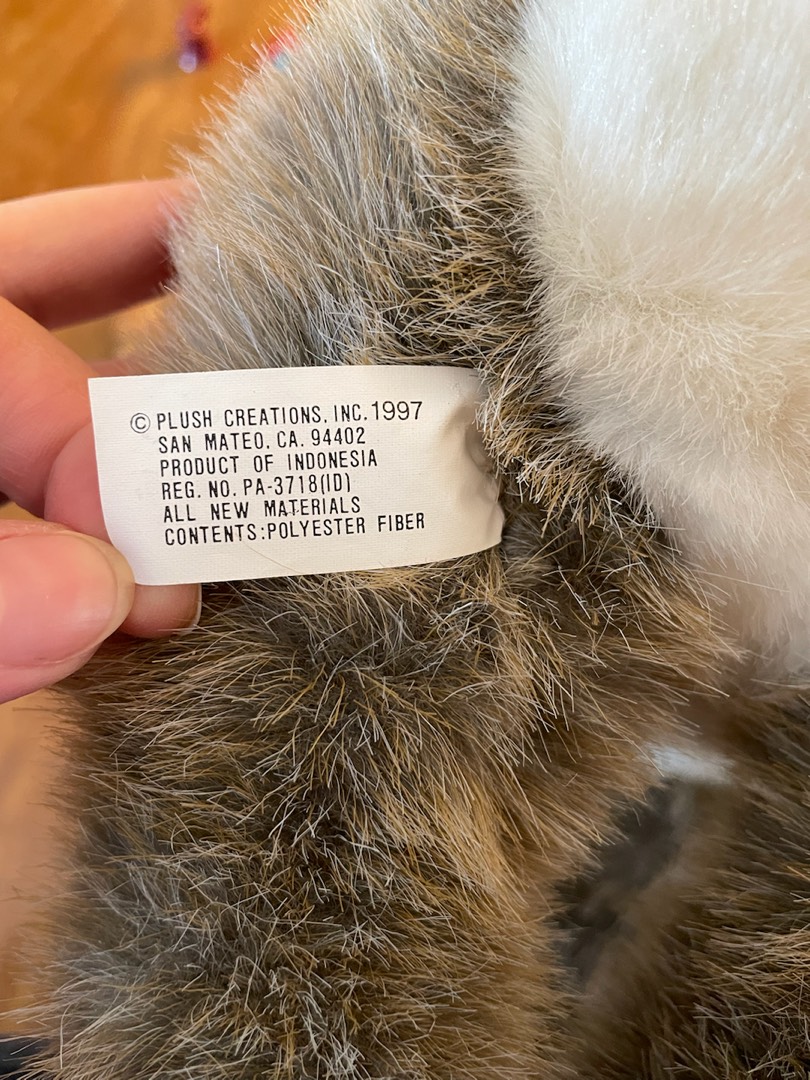 © PLUSH CREATIONS, INC. 1997
SAN MATEO, CA. 94402
PRODUCT OF INDONESIA
REG. NO. PA-3718(ID)
ALL NEW MATERIALS
CONTENTS:POLYESTER FIBER